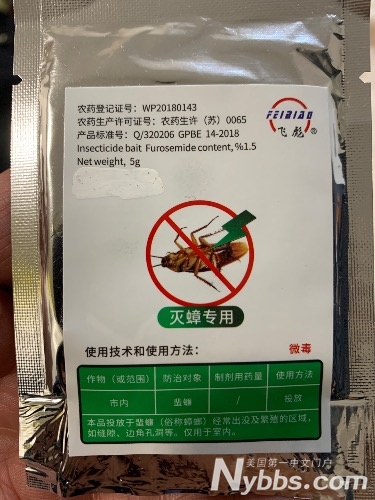 农药登记证号：WP20180143
农药生产许可证号：农药生许（苏）0065
产品标准号：Q/320206 GPBE 14-2018
Insecticide bait Furosemide content, %1.5
Net weight, 5g
FEIBIAO
飞彪®
灭蟑专用
使用技术和使用方法： 微毒
作物（或范围） 防治对象 制剂用药量 使用方法
市内 蜚蠊 / 投放
本品投放于蜚蠊（俗称蟑螂）经常出没及繁殖的区域，
如缝隙、边角孔洞等。仅用于室内。
美国第一中文门户
Nybbs.com